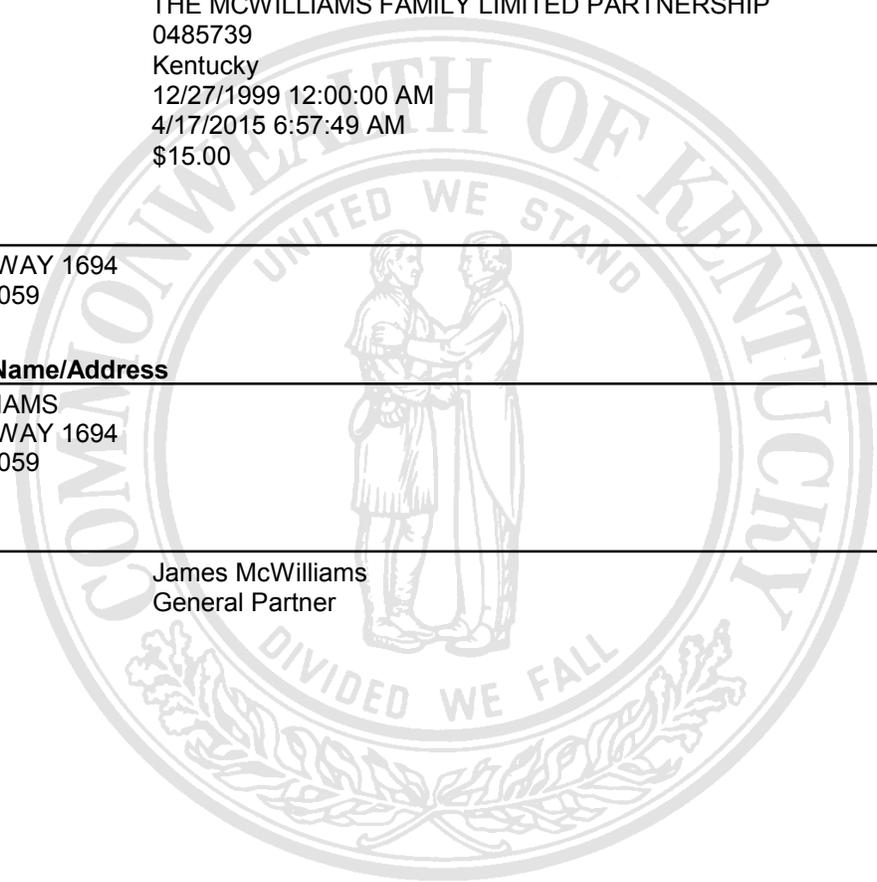 THE MCWILLIAMS FAMILY LIMITED PARTNERSHIP
0485739
Kentucky
12/27/1999 12:00:00 AM
4/17/2015 6:57:49 AM
$15.00
WAY 1694
059
Name/Address
IAMS
WAY 1694
059
James McWilliams
General Partner
COMMONWEALTH OF KENTUCKY
UNITED WE STAND
DIVIDED WE FALL